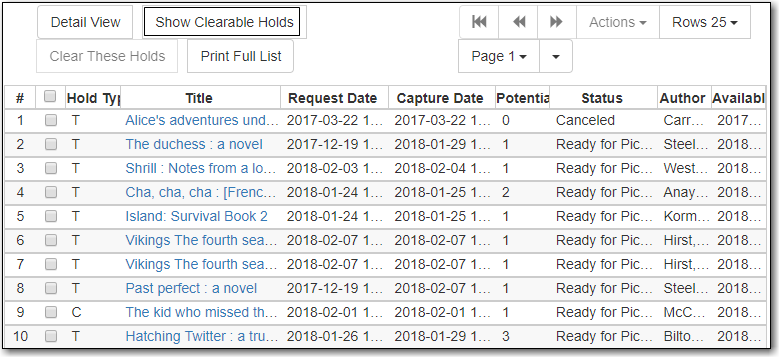 Detail View Show Clearable Holds Actions Rows 25
Clear These Holds Print Full List Page 1
# Hold Typ Title Request Date Capture Date Potentia Status Author Availabl
1 T Alice's adventures und… 2017-03-22 1… 2017-03-22 1… 0 Canceled Carr… 2017…
2 T The duchess : a novel 2017-12-19 1… 2018-01-29 1… 1 Ready for Pic… Steel… 2018…
3 T Shrill : Notes from a lo… 2018-02-03 1… 2018-02-04 1… 1 Ready for Pic… West… 2018…
4 T Cha, cha, cha : [Frenc… 2018-01-24 1… 2018-01-25 1… 2 Ready for Pic… Anay… 2018…
5 T Island: Survival Book 2 2018-01-24 1… 2018-01-25 1… 1 Ready for Pic… Korm… 2018…
6 T Vikings The fourth sea… 2018-02-07 1… 2018-02-07 1… 1 Ready for Pic… Hirst,… 2018…
7 T Vikings The fourth sea… 2018-02-07 1… 2018-02-07 1… 1 Ready for Pic… Hirst,… 2018…
8 T Past perfect : a novel 2017-12-19 1… 2018-02-07 1… 1 Ready for Pic… Steel… 2018…
9 C The kid who missed th… 2018-02-01 1… 2018-02-01 1… 1 Ready for Pic… McC… 2018…
10 T Hatching Twitter : a tru… 2018-01-26 1… 2018-01-29 1… 3 Ready for Pic… Bilto… 2018…